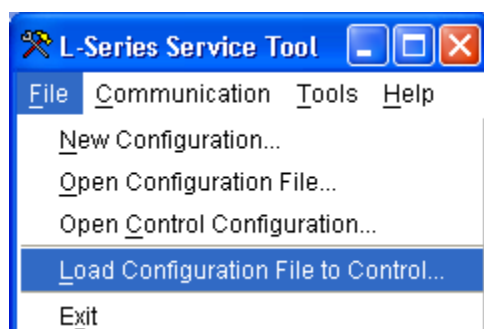 L-Series Service Tool
File Communication Tools Help
New Configuration...
Open Configuration File...
Open Control Configuration...
Load Configuration File to Control...
Exit